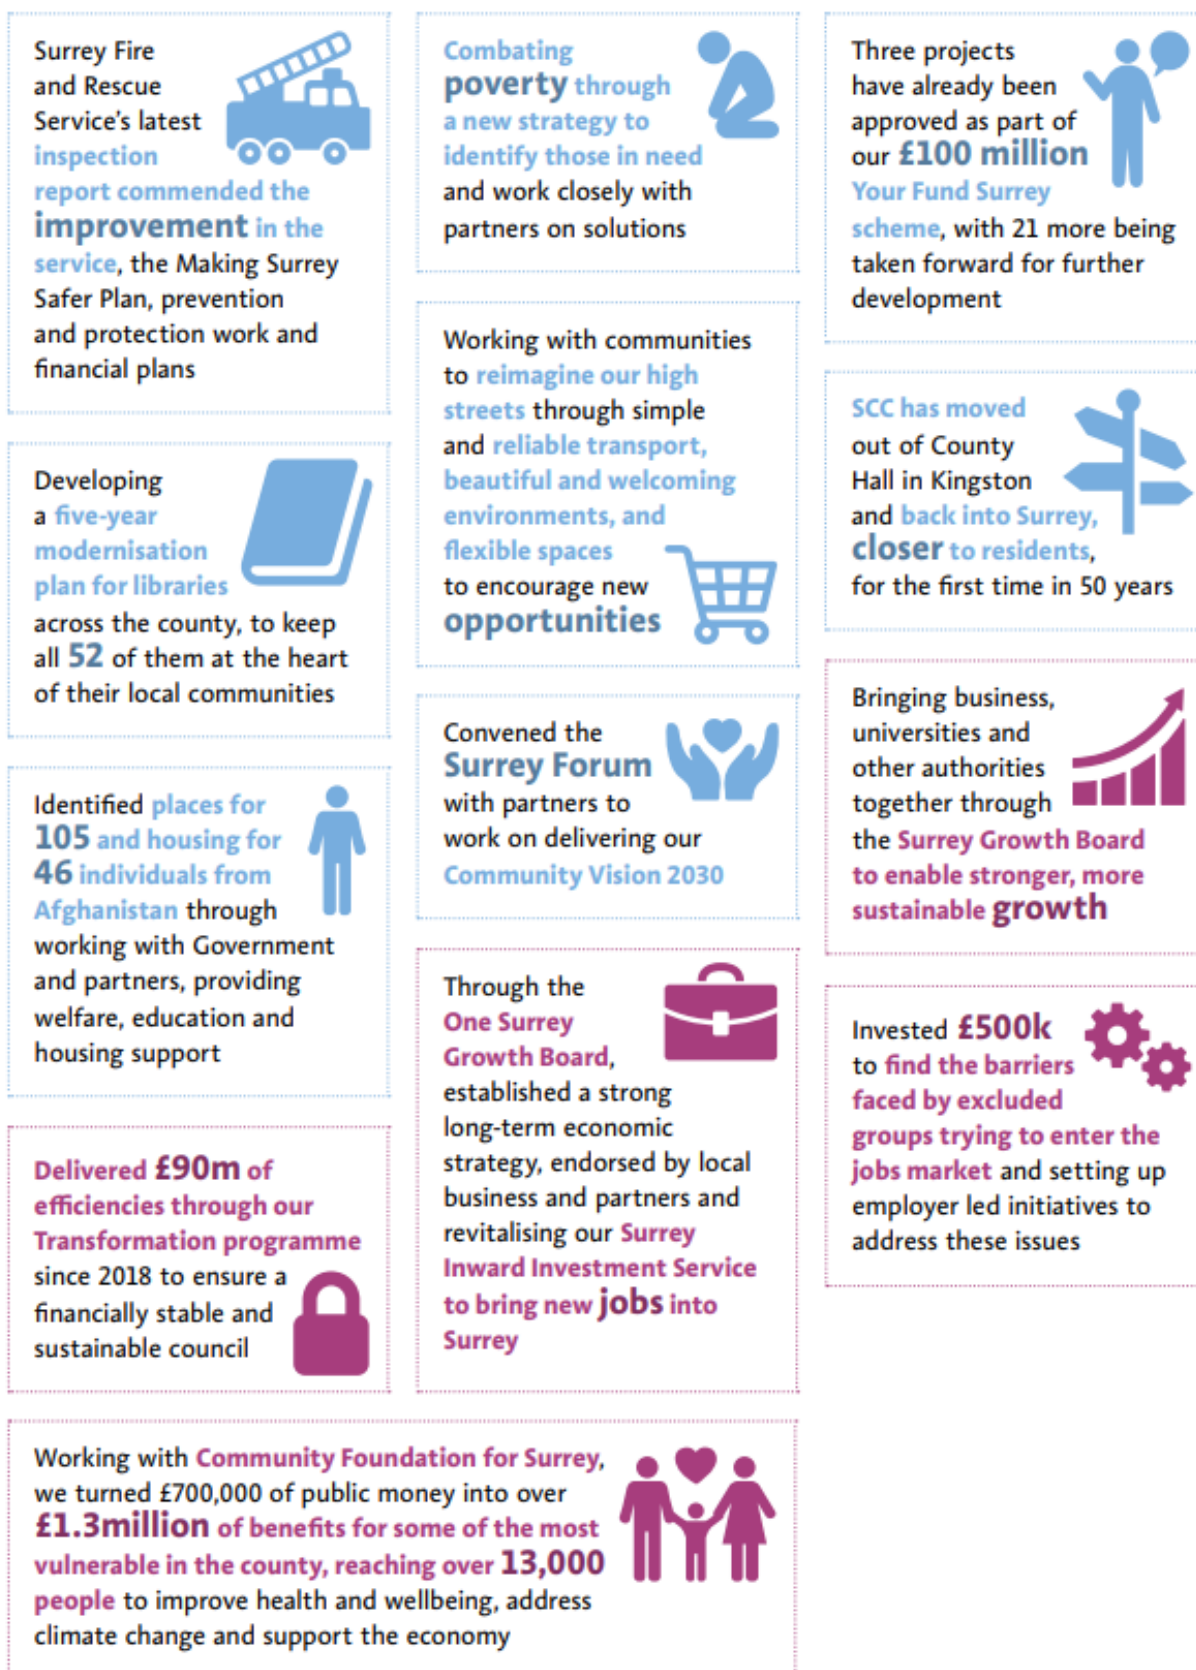 Surrey Fire
and Rescue
Service's latest
inspection
report commended the
improvement in the
service, the Making Surrey
Safer Plan, prevention
and protection work and
financial plans
Developing
a five-year
modernisation
plan for libraries
across the county, to keep
all 52 of them at the heart
of their local communities
Identified places for
105 and housing for
46 individuals from
Afghanistan through
working with Government
and partners, providing
welfare, education and
housing support
Delivered £90m of
efficiencies through our
Transformation programme
since 2018 to ensure a
financially stable and
sustainable council
Combating
poverty through
a new strategy to
identify those in need
and work closely with
partners on solutions
Working with communities
to reimagine our high
streets through simple
and reliable transport,
beautiful and welcoming
environments, and
flexible spaces
to encourage new
opportunities
Convened the
Surrey Forum
with partners to
work on delivering our
Community Vision 2030
Through the
One Surrey
Growth Board,
established a strong
long-term economic
strategy, endorsed by local
business and partners and
revitalising our Surrey
Inward Investment Service
to bring new jobs into
Surrey
Three projects
have already been
approved as part of
our £100 million
Your Fund Surrey
scheme, with 21 more being
taken forward for further
development
SCC has moved
out of County
Hall in Kingston
and back into Surrey,
closer to residents,
for the first time in 50 years
Bringing business,
universities and
other authorities
together through
the Surrey Growth Board
to enable stronger, more
sustainable growth
Invested £500k
to find the barriers
faced by excluded
groups trying to enter the
jobs market and setting up
employer led initiatives to
address these issues
Working with Community Foundation for Surrey,
we turned £700,000 of public money into over
£1.3million of benefits for some of the most
vulnerable in the county, reaching over 13,000
people to improve health and wellbeing, address
climate change and support the economy